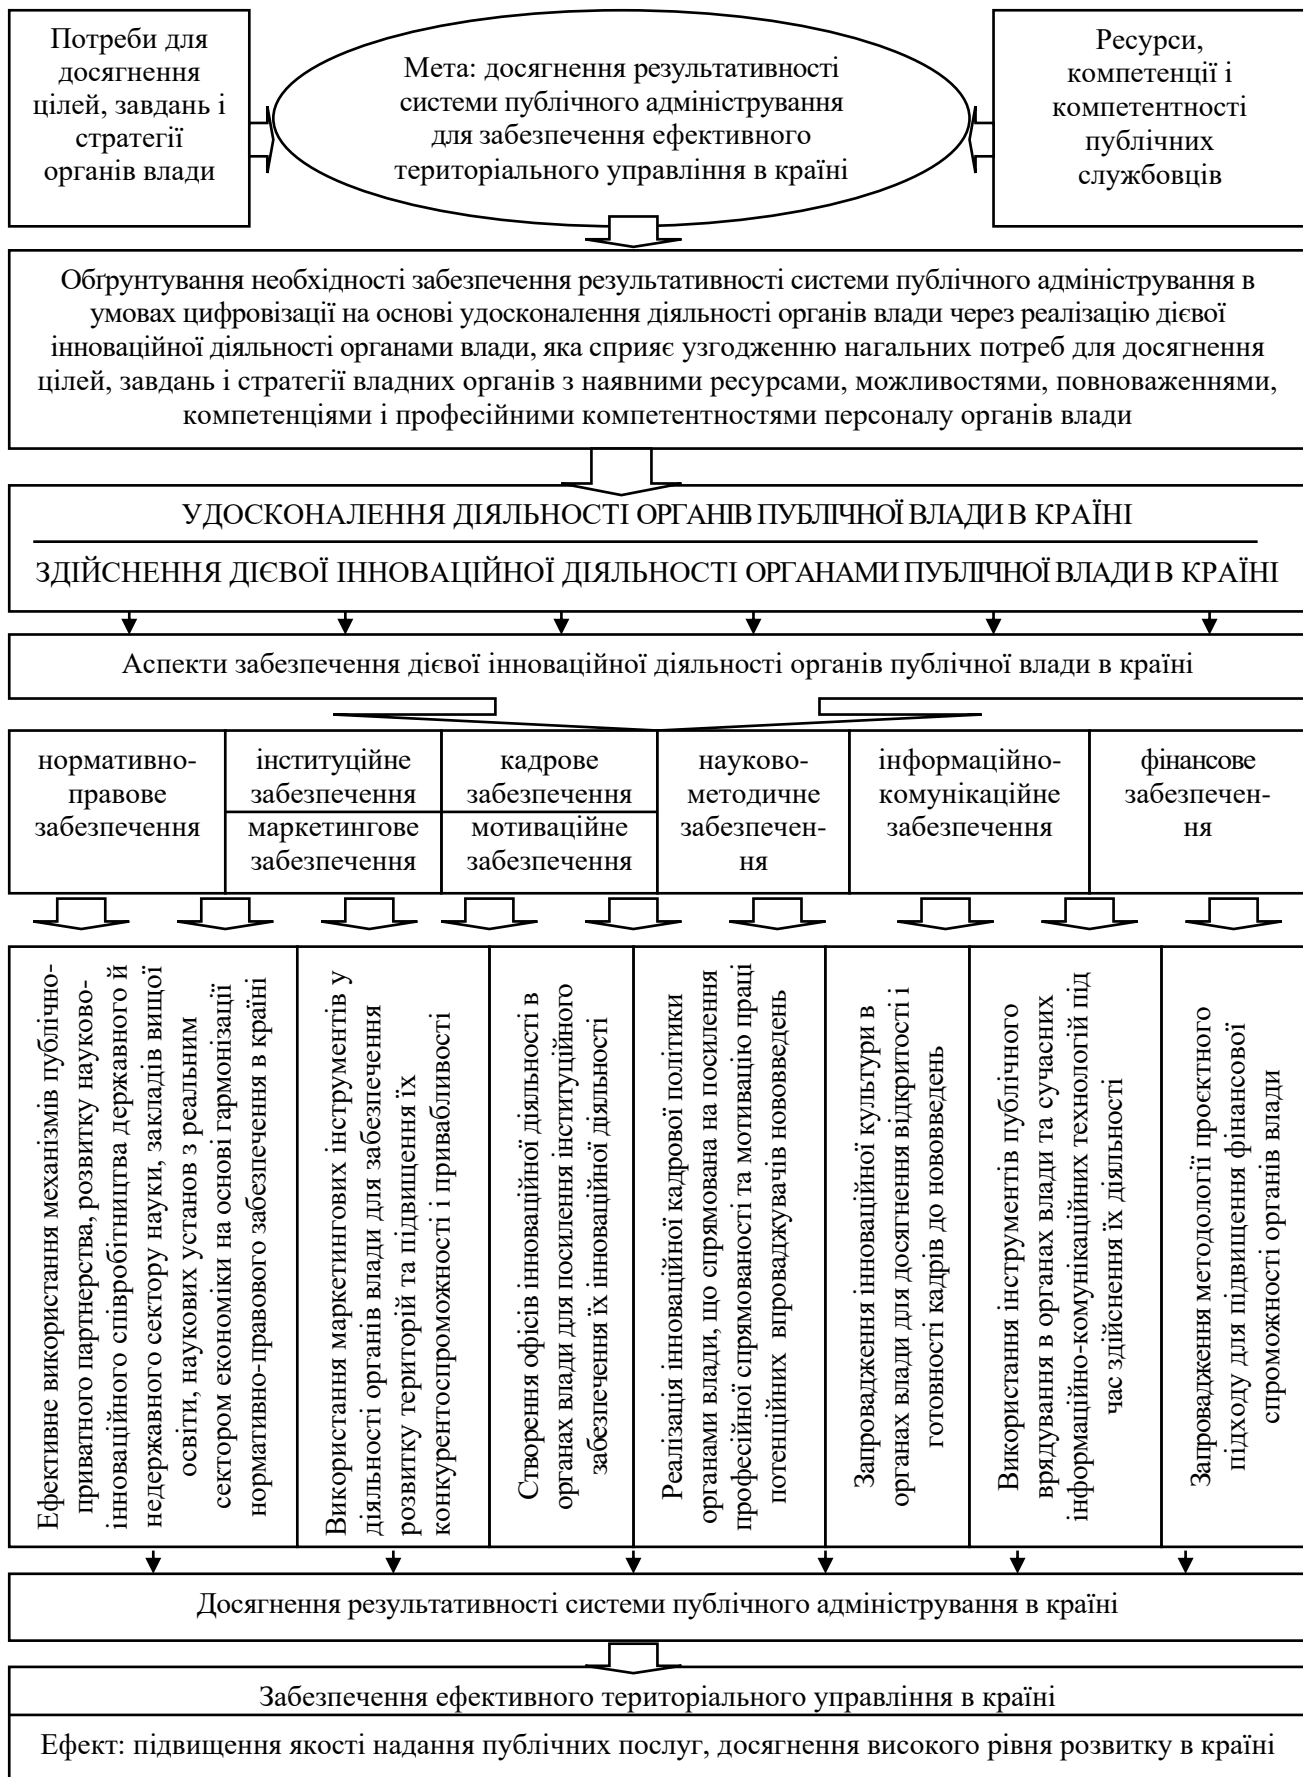 Потреби для
досягнення
цілей, завдань і
стратегії
органів влади
Мета: досягнення результативності
системи публічного адміністрування
для забезпечення ефективного
територіального управління в країні
Ресурси,
компетенції і
компетентності
публічних
службовців
Обґрунтування необхідності забезпечення результативності системи публічного адміністрування в
умовах цифровізації на основі удосконалення діяльності органів влади через реалізацію дієвої
інноваційної діяльності органами влади, яка сприяє узгодженню нагальних потреб для досягнення
цілей, завдань і стратегії владних органів з наявними ресурсами, можливостями, повноваженнями,
компетенціями і професійними компетентностями персоналу органів влади
УДОСКОНАЛЕННЯ ДІЯЛЬНОСТІ ОРГАНІВ ПУБЛІЧНОЇ ВЛАДИ В КРАЇНІ
ЗДІЙСНЕННЯ ДІЄВОЇ ІННОВАЦІЙНОЇ ДІЯЛЬНОСТІ ОРГАНАМИ ПУБЛІЧНОЇ ВЛАДИ В КРАЇНІ
Аспекти забезпечення дієвої інноваційної діяльності органів публічної влади в країні
нормативно-
правове
забезпечення
інституційне
забезпечення
маркетингове
забезпечення
кадрове
забезпечення
мотиваційне
забезпечення
науково-
методичне
забезпечен-
ня
інформаційно-
комунікаційне
забезпечення
фінансове
забезпечен-
ня
Ефективне використання механізмів публічно-
приватного партнерства, розвитку науково-
інноваційного співробітництва державного й
недержавного сектору науки, закладів вищої
освіти, наукових установ з реальним
сектором економіки на основі гармонізації
нормативно-правового забезпечення в країні
Використання маркетингових інструментів у
діяльності органів влади для забезпечення
розвитку територій та підвищення їх
конкурентоспроможності і привабливості
Створення офісів інноваційної діяльності в
органах влади для посилення інституційного
забезпечення їх інноваційної діяльності
Реалізація інноваційної кадрової політики
органами влади, що спрямована на посилення
професійної спрямованості та мотивацію праці
потенційних впроваджувачів нововведень
Запровадження інноваційної культури в
органах влади для досягнення відкритості і
готовності кадрів до нововведень
Використання інструментів публічного
врядування в органах влади та сучасних
інформаційно-комунікаційних технологій під
час здійснення їх діяльності
Запровадження методології проєктного
підходу для підвищення фінансової
спроможності органів влади
Досягнення результативності системи публічного адміністрування в країні
Забезпечення ефективного територіального управління в країні
Ефект: підвищення якості надання публічних послуг, досягнення високого рівня розвитку в країні